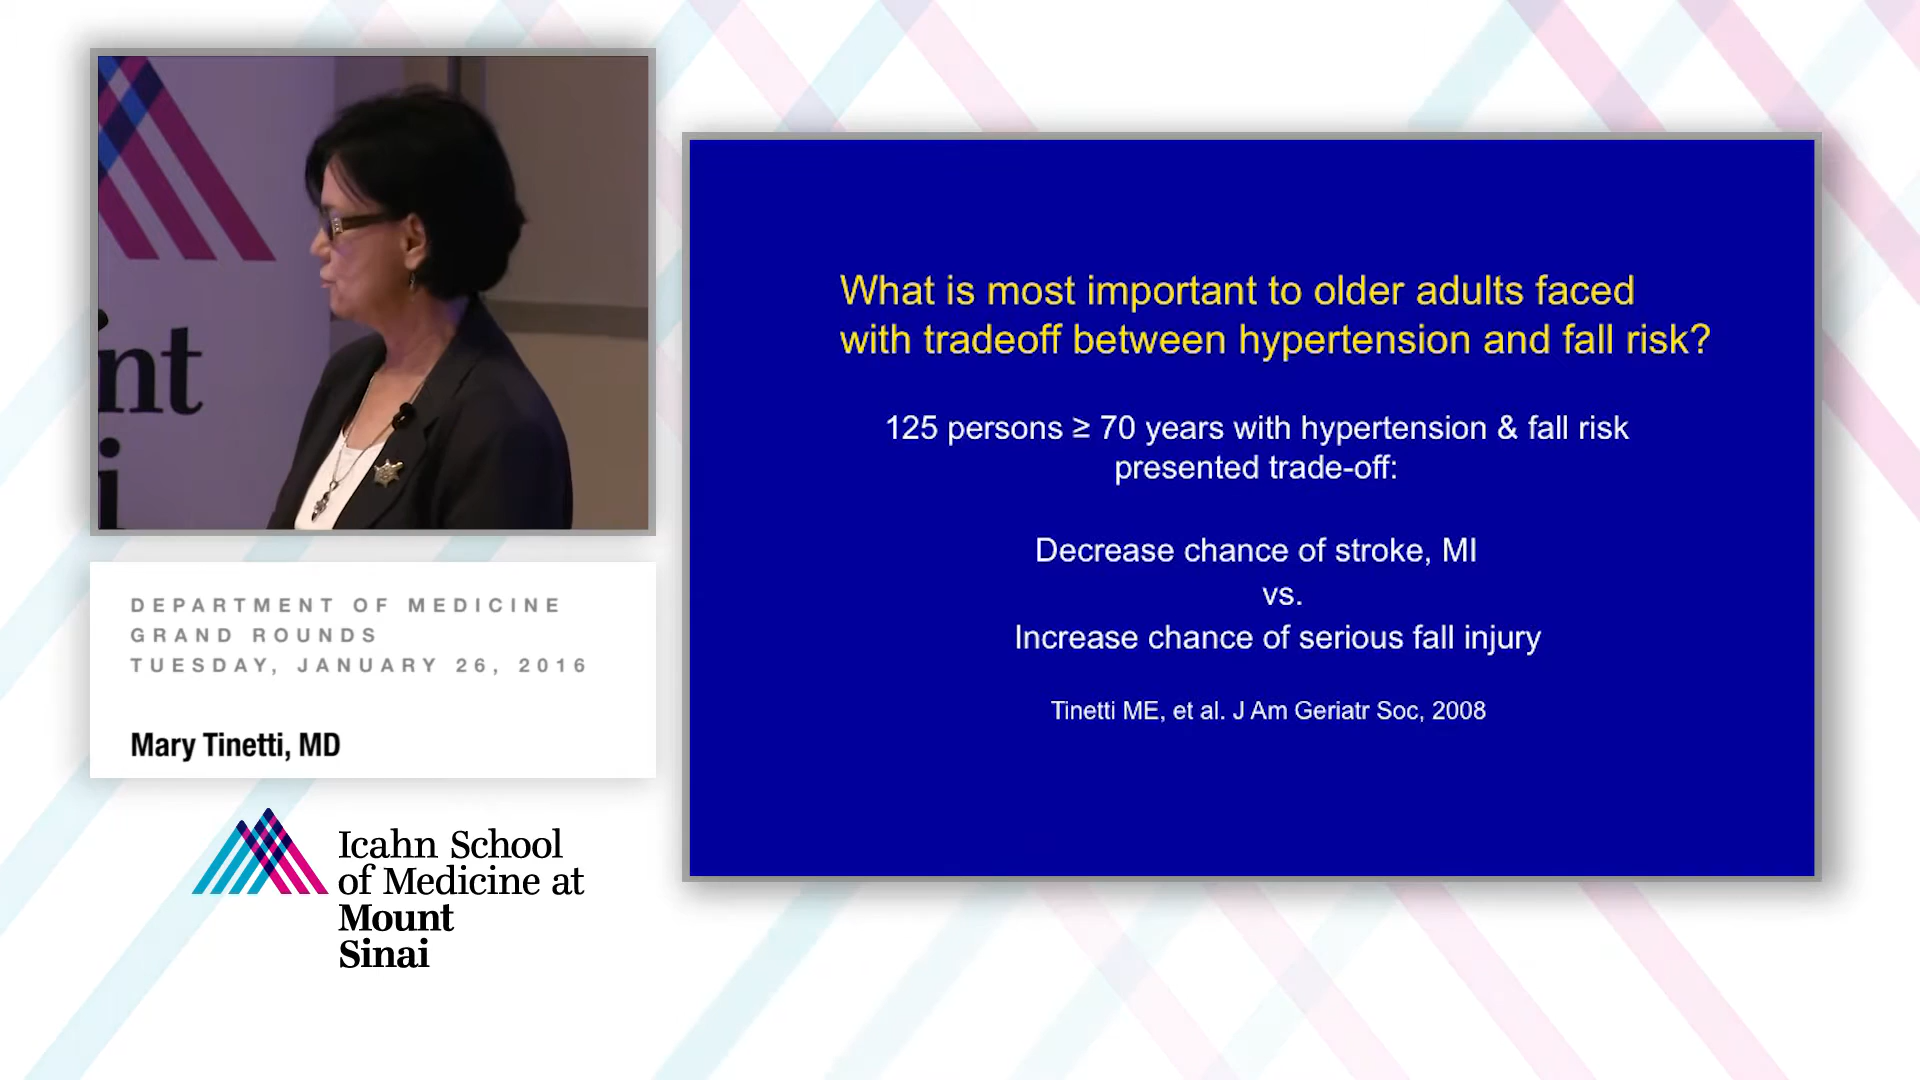 nt
i
DEPARTMENT OF MEDICINE
GRAND ROUNDS
TUESDAY, JANUARY 26, 2016
Mary Tinetti, MD
Icahn School
of Medicine at
Mount
Sinai
What is most important to older adults faced
with tradeoff between hypertension and fall risk?
125 persons ≥ 70 years with hypertension & fall risk
presented trade-off:
Decrease chance of stroke, MI
vs.
Increase chance of serious fall injury
Tinetti ME, et al. J Am Geriatr Soc, 2008